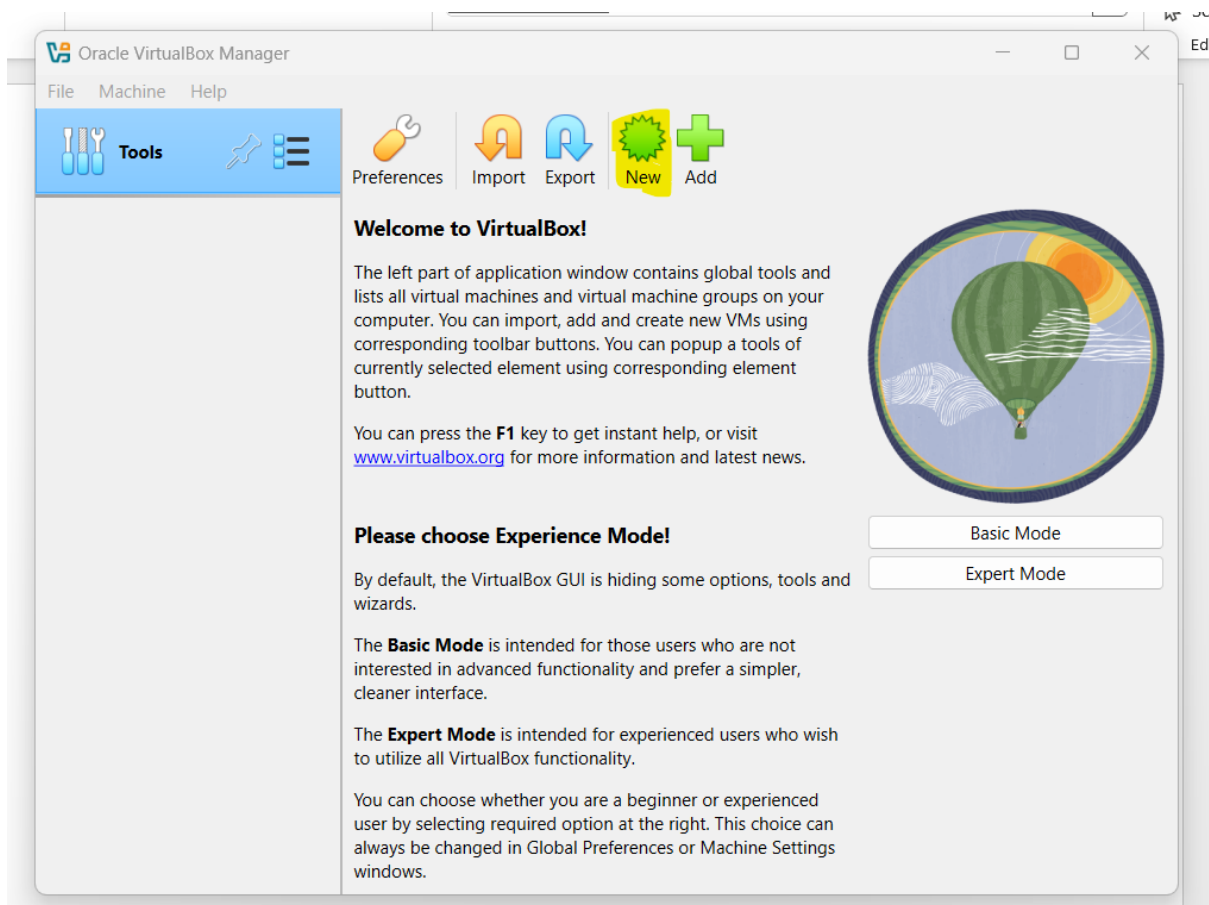 Oracle VirtualBox Manager
Ed
File Machine Help
Tools
Preferences Import Export New Add
Welcome to VirtualBox!
The left part of application window contains global tools and
lists all virtual machines and virtual machine groups on your
computer. You can import, add and create new VMs using
corresponding toolbar buttons. You can popup a tools of
currently selected element using corresponding element
button.
You can press the F1 key to get instant help, or visit
www.virtualbox.org for more information and latest news.
Please choose Experience Mode!
Basic Mode
Expert Mode
By default, the VirtualBox GUI is hiding some options, tools and
wizards.
The Basic Mode is intended for those users who are not
interested in advanced functionality and prefer a simpler,
cleaner interface.
The Expert Mode is intended for experienced users who wish
to utilize all VirtualBox functionality.
You can choose whether you are a beginner or experienced
user by selecting required option at the right. This choice can
always be changed in Global Preferences or Machine Settings
windows.